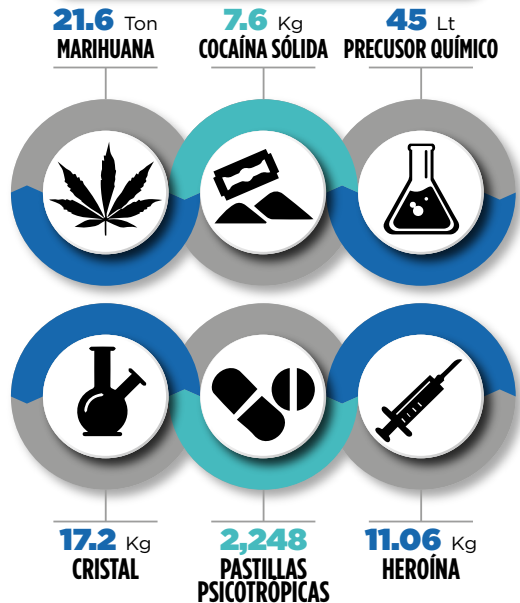 21.6 Ton
MARIHUANA
7.6 Kg
COCAÍNA SÓLIDA
45 Lt
PRECUSOR QUÍMICO
17.2 Kg
CRISTAL
2,248
PASTILLAS
PSICOTRÓPICAS
11.06 Kg
HEROÍNA